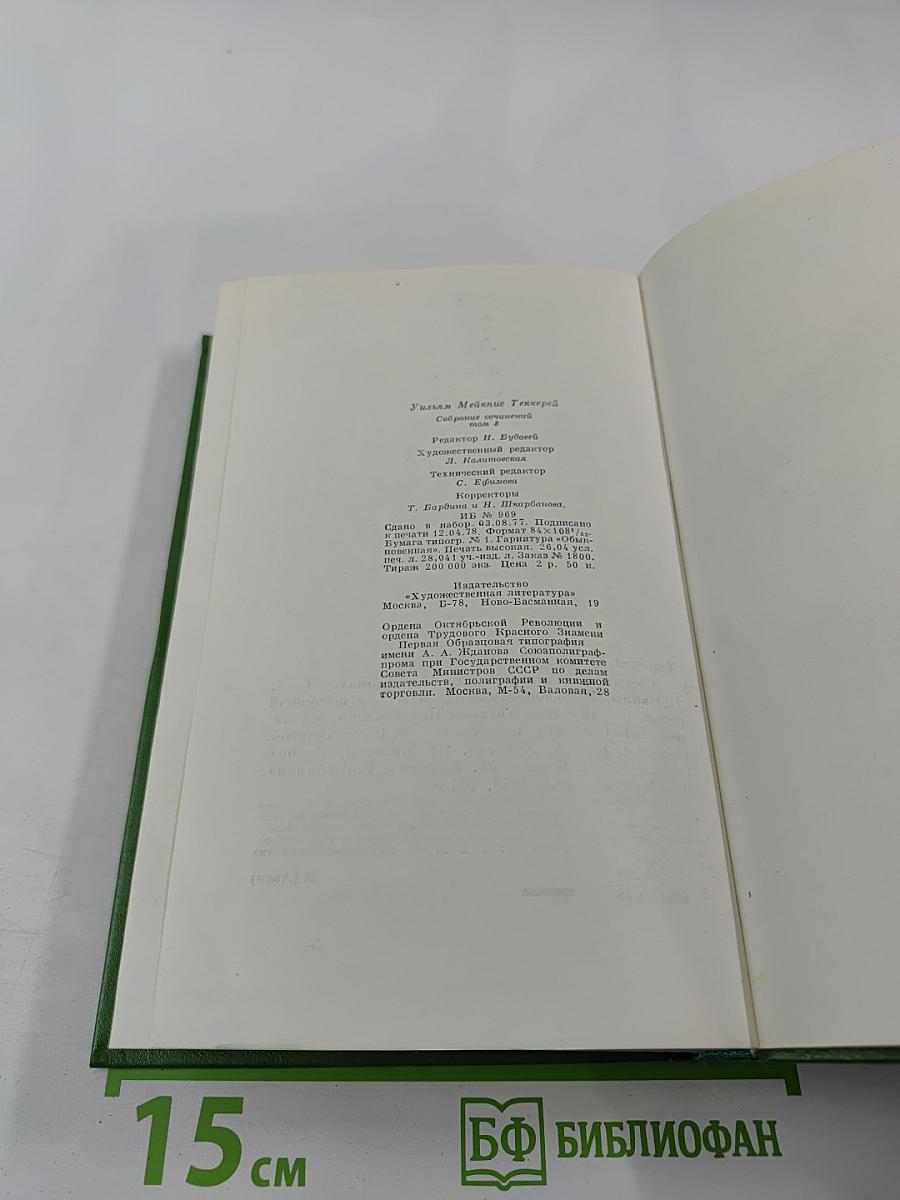 Уильям Мейкпис Теккерей
Собрание сочинений
том 8
Редактор Н. Будавей
Художественный редактор
Л. Калитовская
Технический редактор
С. Ефимова
Корректоры
Т. Бардина и Н. Шкарбанова.
ИБ № 969
Сдано в набор. 03.08.77. Подписано
к печати 12.04.78. Формат 84×108¹/₃₂.
Бумага типогр. № 1. Гарнитура «Обык-
новенная». Печать высокая. 26,04 усл.
печ. л. 28,041 уч.-изд. л. Заказ № 1800.
Тираж 200 000 экз. Цена 2 р. 50 к.
Издательство
«Художественная литература»
Москва, Б-78, Ново-Басманная, 19
Ордена Октябрьской Революции и
ордена Трудового Красного Знамени
Первая Образцовая типография
имени А. А. Жданова Союзполиграф-
прома при Государственном комитете
Совета Министров СССР по делам
издательств, полиграфии и книжной
торговли. Москва, М-54, Валовая, 28
15 см
БФ БИБЛИОФАН